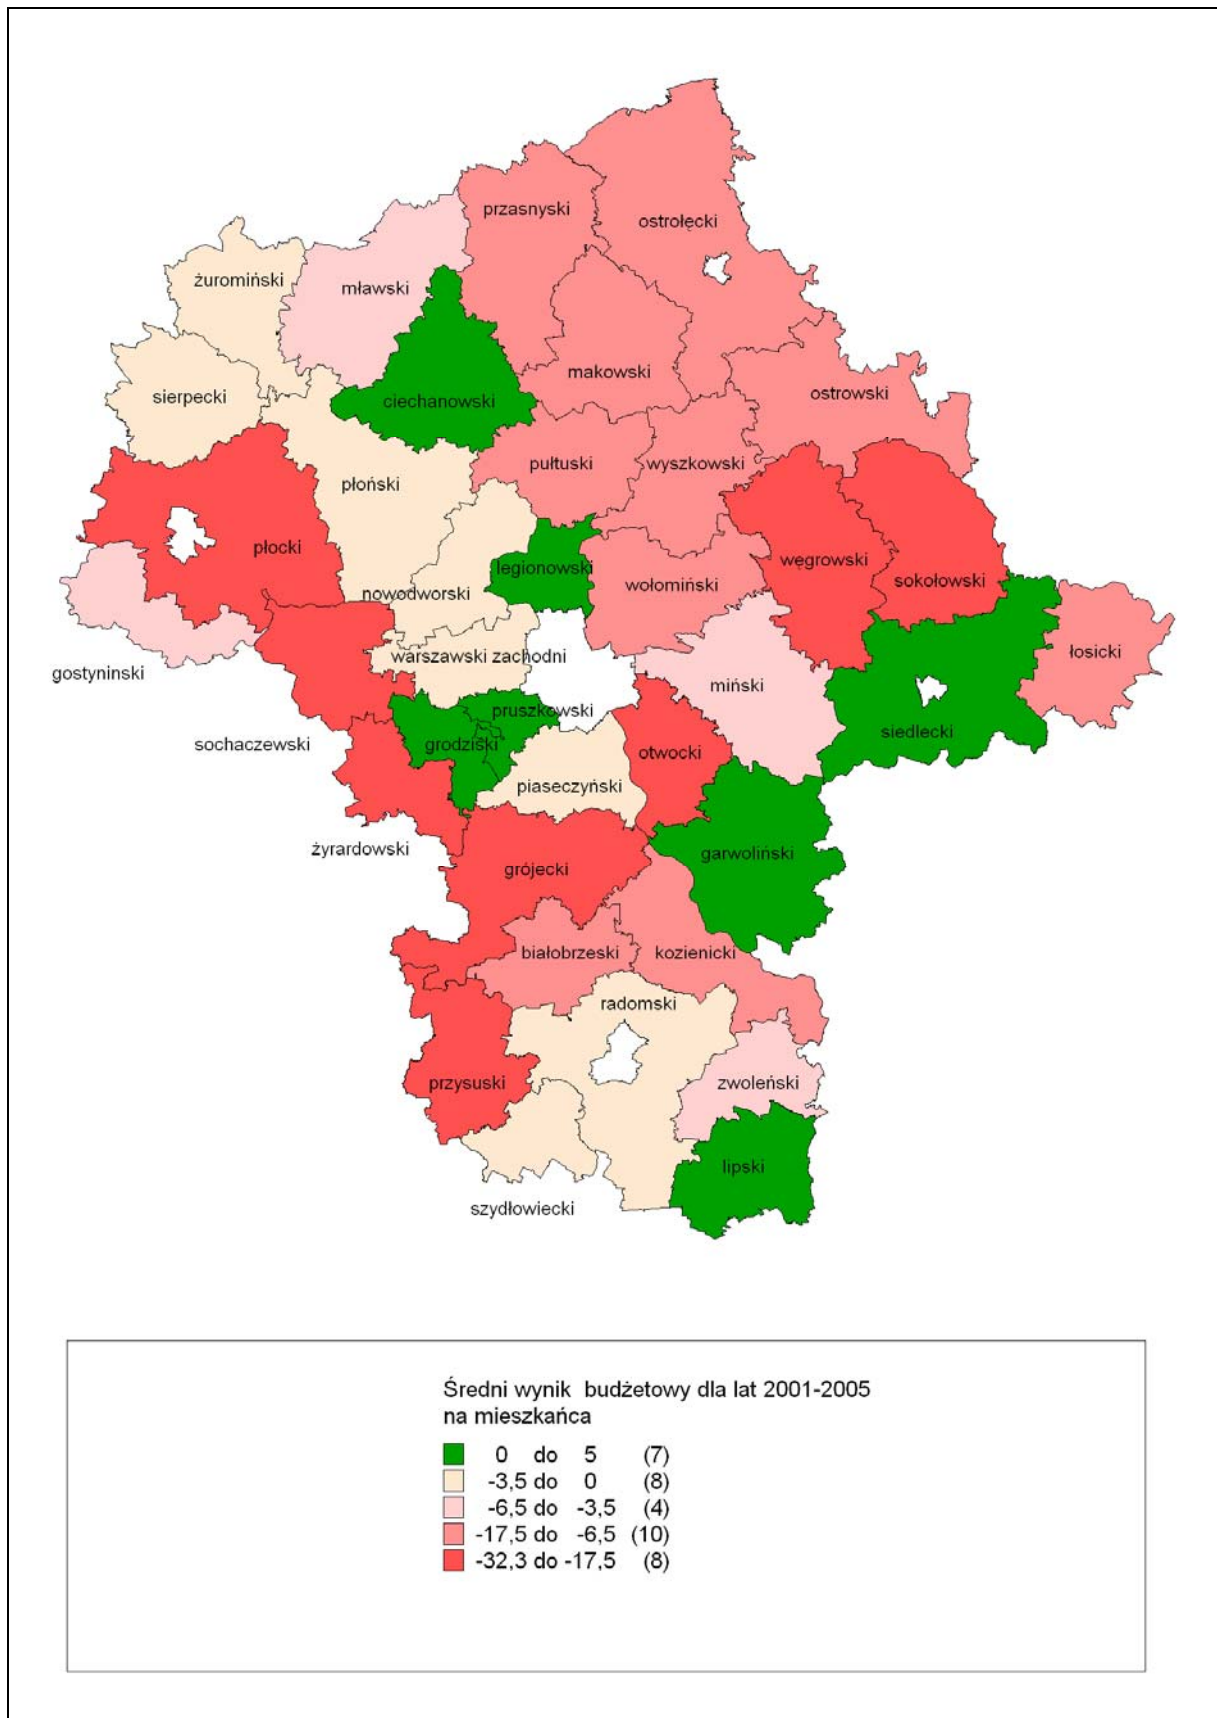 przasnyski
ostrołęcki
żuromiński
mławski
makowski
ostrowski
sierpecki
ciechanowski
pułtuski
wyszkowski
płoński
płocki
legionowski
wołomiński
węgrowski
sokołowski
nowodworski
łosicki
gostyninski
warszawski zachodni
miński
pruszkowski
siedlecki
sochaczewski
grodziski
otwocki
piaseczyński
żyrardowski
garwoliński
grójecki
białobrzeski
kozienicki
radomski
przysuski
zwoleński
lipski
szydłowiecki
Średni wynik budżetowy dla lat 2001-2005
na mieszkańca
0 do 5 (7)
-3,5 do 0 (8)
-6,5 do -3,5 (4)
-17,5 do -6,5 (10)
-32,3 do -17,5 (8)